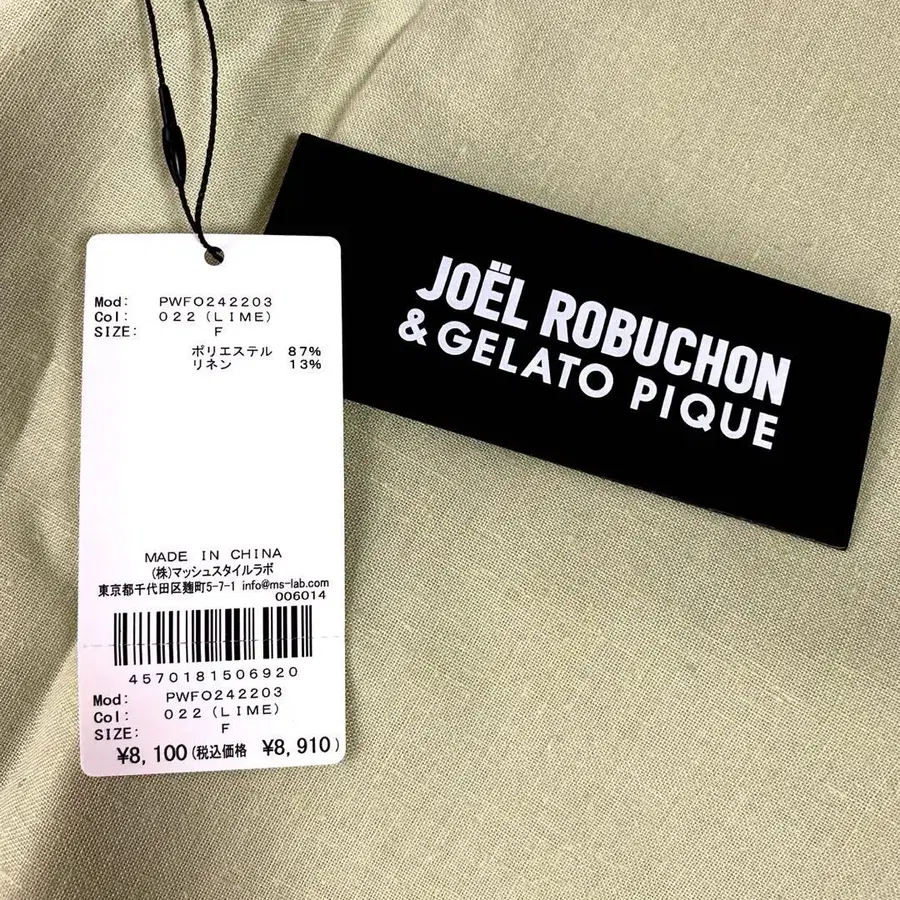 Mod: PWFO242203
Col: 022 (LIME)
SIZE: F
ポリエステル 87%
リネン 13%
MADE IN CHINA
(株)マッシュスタイルラボ
東京都千代田区麹町5-7-1 info@ms-lab.com
006014
4570181506920
Mod: PWFO242203
Col: 022 (LIME)
SIZE: F
¥8,100 (税込価格 ¥8,910)
JOËL ROBUCHON
& GELATO PIQUE